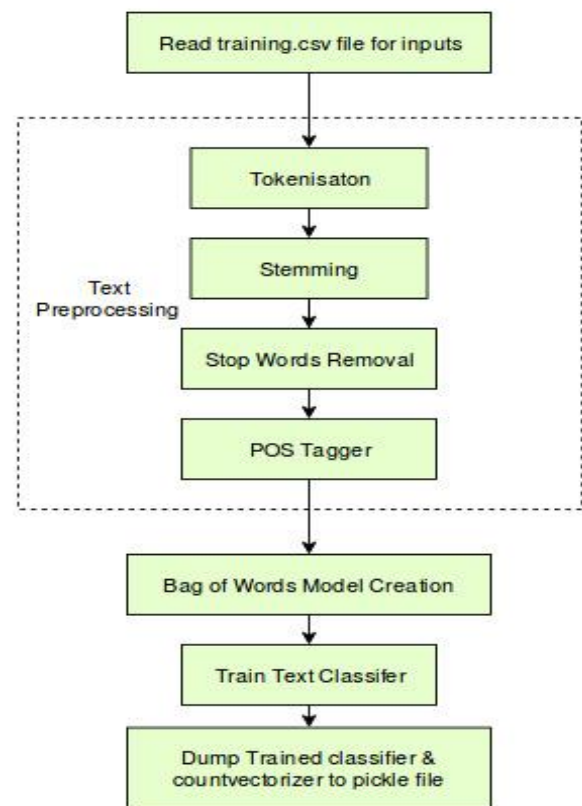 Read training.csv file for inputs
Tokenisaton
Stemming
Text
Preprocessing
Stop Words Removal
POS Tagger
Bag of Words Model Creation
Train Text Classifer
Dump Trained classifier &
countvectorizer to pickle file